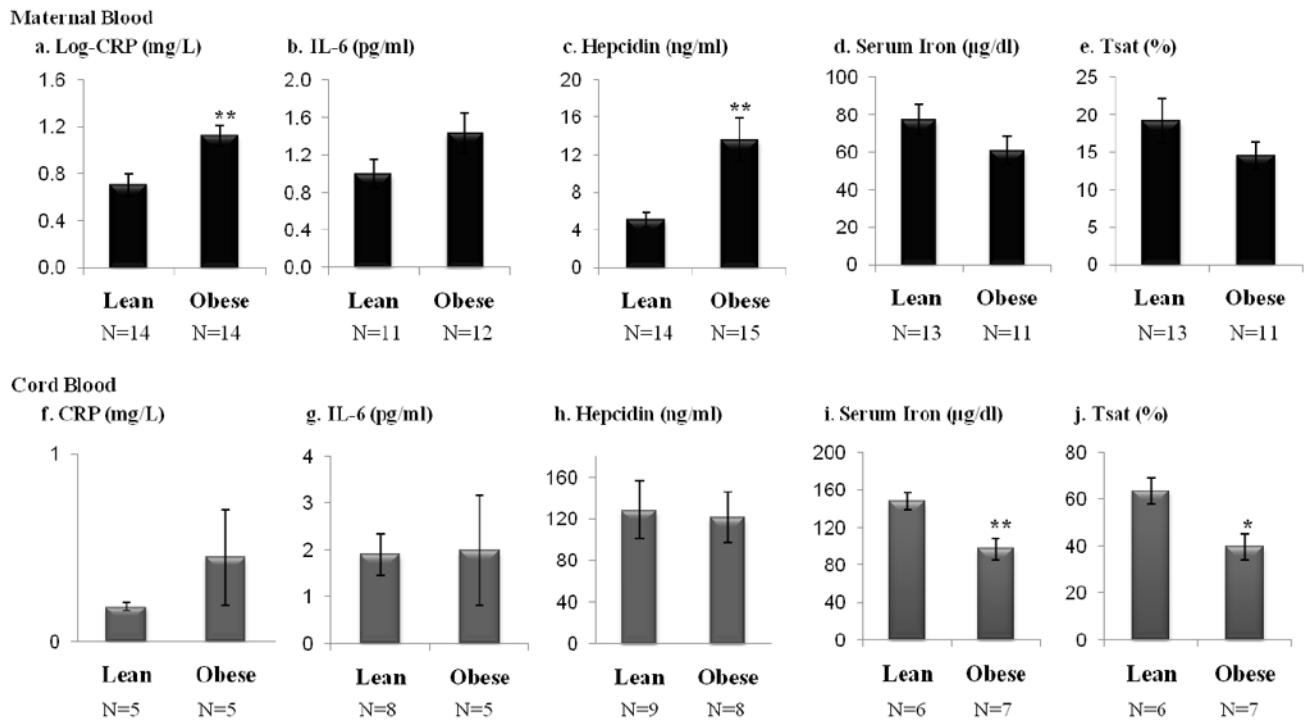 Maternal Blood
a. Log-CRP (mg/L) b. IL-6 (pg/ml) c. Hepcidin (ng/ml) d. Serum Iron (µg/dl) e. Tsat (%)
1.6 2.0 20 100 25
1.2 1.6 16 80 20
0.8 1.2 12 60 15
0.4 0.8 8 40 10
0.0 0.4 4 20 5
0.0 0 0 0
** **
Lean Obese Lean Obese Lean Obese Lean Obese Lean Obese
N=14 N=14 N=11 N=12 N=14 N=15 N=13 N=11 N=13 N=11
Cord Blood
f. CRP (mg/L) g. IL-6 (pg/ml) h. Hepcidin (ng/ml) i. Serum Iron (µg/dl) j. Tsat (%)
1 4 160 200 80
0 3 120 160 60
2 80 120 40
1 40 80 20
0 0 40 0
0
** *
Lean Obese Lean Obese Lean Obese Lean Obese Lean Obese
N=5 N=5 N=8 N=5 N=9 N=8 N=6 N=7 N=6 N=7